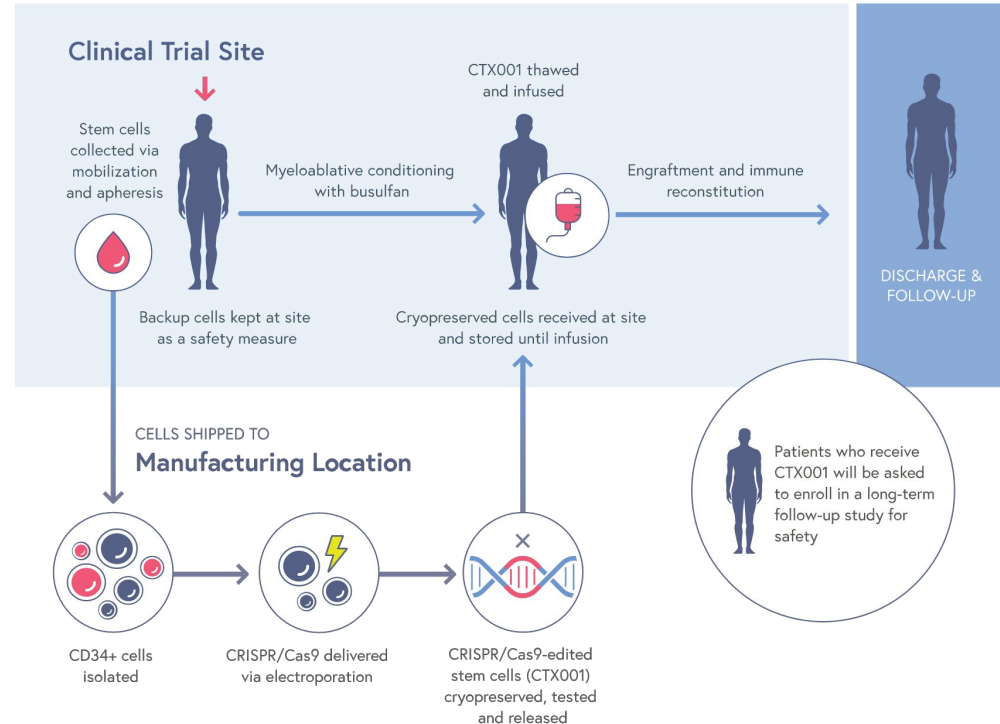 Clinical Trial Site
Stem cells
collected via
mobilization
and apheresis
Myeloablative conditioning
with busulfan
CTX001 thawed
and infused
Engraftment and immune
reconstitution
DISCHARGE &
FOLLOW-UP
Backup cells kept at site
as a safety measure
Cryopreserved cells received at site
and stored until infusion
CELLS SHIPPED TO
Manufacturing Location
Patients who receive
CTX001 will be asked
to enroll in a long-term
follow-up study for
safety
CD34+ cells
isolated
CRISPR/Cas9 delivered
via electroporation
CRISPR/Cas9-edited
stem cells (CTX001)
cryopreserved, tested
and released